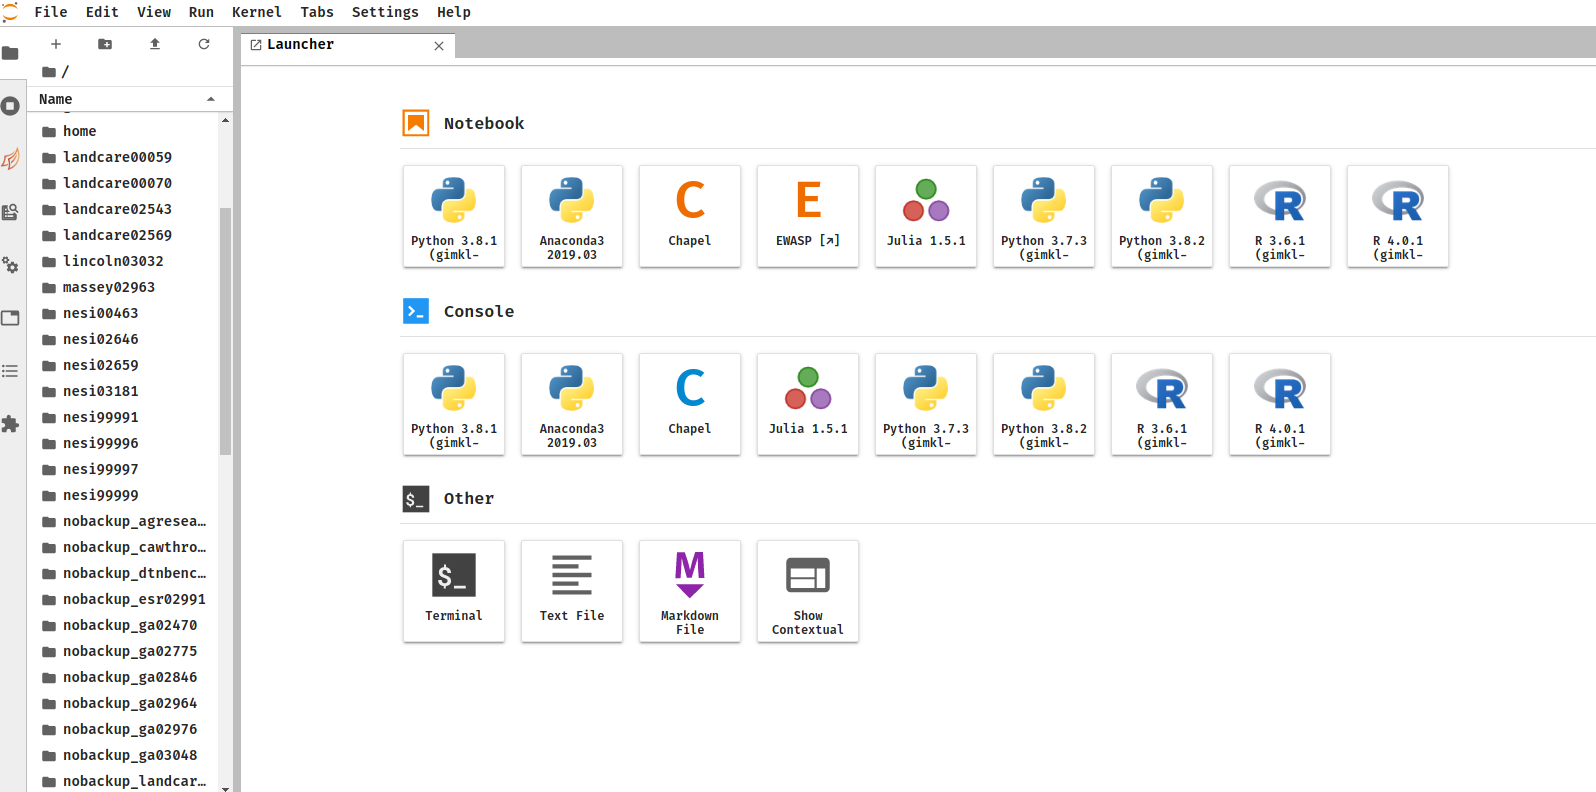 File Edit View Run Kernel Tabs Settings Help
Launcher
/
Name
home
landcare00059
landcare00070
landcare02543
landcare02569
lincoln03032
massey02963
nesi00463
nesi02646
nesi02659
nesi03181
nesi99991
nesi99996
nesi99997
nesi99999
nobackup_agresea…
nobackup_cawthro…
nobackup_dtnbenc…
nobackup_esr02991
nobackup_ga02470
nobackup_ga02775
nobackup_ga02846
nobackup_ga02964
nobackup_ga02976
nobackup_ga03048
nobackup_landcar…
Notebook
Python 3.8.1
(gimkl-
Anaconda3
2019.03
C
Chapel
E
EWASP [↗]
Julia 1.5.1
Python 3.7.3
(gimkl-
Python 3.8.2
(gimkl-
R
R 3.6.1
(gimkl-
R
R 4.0.1
(gimkl-
Console
Python 3.8.1
(gimkl-
Anaconda3
2019.03
C
Chapel
Julia 1.5.1
Python 3.7.3
(gimkl-
Python 3.8.2
(gimkl-
R
R 3.6.1
(gimkl-
R
R 4.0.1
(gimkl-
$_
Other
$_
Terminal
Text File
M
Markdown
File
Show
Contextual